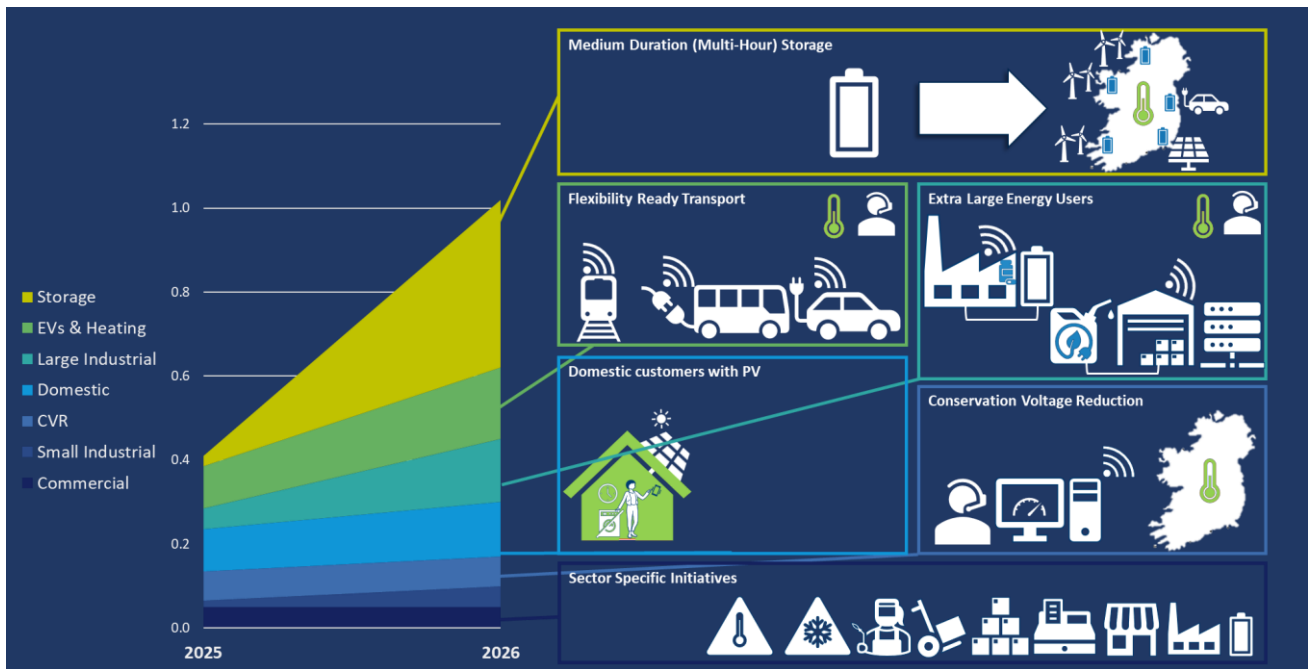 Medium Duration (Multi-Hour) Storage
1.2
1.0
0.8
0.6
0.4
0.2
0.0
2025
2026
Storage
EVs & Heating
Large Industrial
Domestic
CVR
Small Industrial
Commercial
Flexibility Ready Transport
Extra Large Energy Users
Domestic customers with PV
Conservation Voltage Reduction
Sector Specific Initiatives